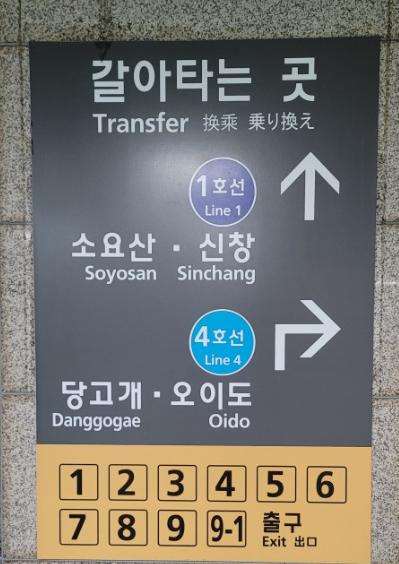 갈아타는 곳
Transfer 换乘 乗り換え
1호선
Line 1
소요산 · 신창
Soyosan Sinchang
4호선
Line 4
당고개 · 오이도
Danggogae Oido
1 2 3 4 5 6
7 8 9 9-1 출구
Exit 出口